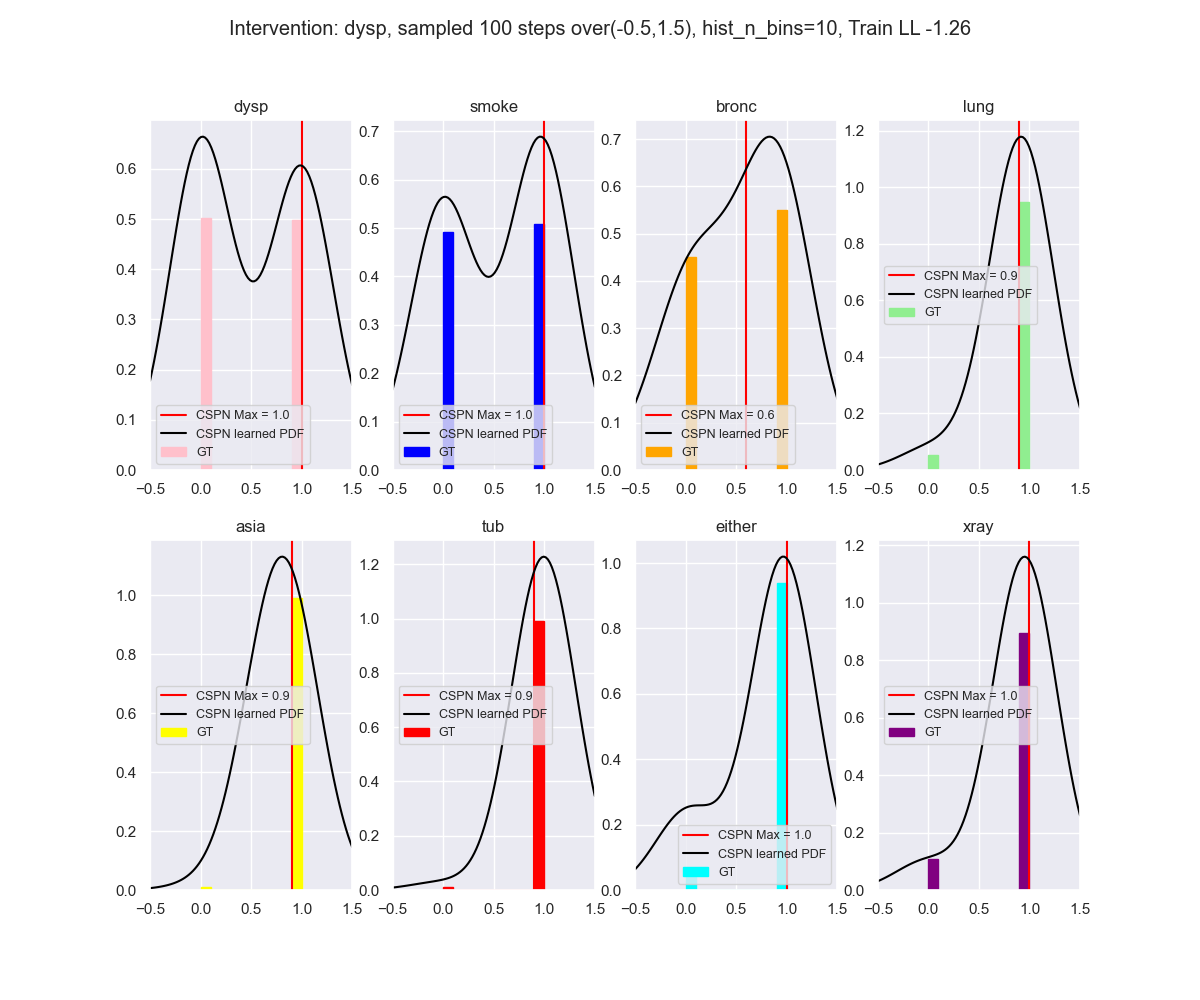 Intervention: dysp, sampled 100 steps over(-0.5,1.5), hist_n_bins=10, Train LL -1.26
dysp
0.6
0.5
0.4
0.3
0.2
0.1
0.0
CSPN Max = 1.0
CSPN learned PDF
GT
−0.5 0.0 0.5 1.0 1.5
smoke
0.7
0.6
0.5
0.4
0.3
0.2
0.1
0.0
CSPN Max = 1.0
CSPN learned PDF
GT
−0.5 0.0 0.5 1.0 1.5
bronc
0.7
0.6
0.5
0.4
0.3
0.2
0.1
0.0
CSPN Max = 0.6
CSPN learned PDF
GT
−0.5 0.0 0.5 1.0 1.5
lung
1.2
1.0
0.8
0.6
0.4
0.2
0.0
CSPN Max = 0.9
CSPN learned PDF
GT
−0.5 0.0 0.5 1.0 1.5
asia
1.0
0.8
0.6
0.4
0.2
0.0
CSPN Max = 0.9
CSPN learned PDF
GT
−0.5 0.0 0.5 1.0 1.5
tub
1.2
1.0
0.8
0.6
0.4
0.2
0.0
CSPN Max = 0.9
CSPN learned PDF
GT
−0.5 0.0 0.5 1.0 1.5
either
1.0
0.8
0.6
0.4
0.2
0.0
CSPN Max = 1.0
CSPN learned PDF
GT
−0.5 0.0 0.5 1.0 1.5
xray
1.2
1.0
0.8
0.6
0.4
0.2
0.0
CSPN Max = 1.0
CSPN learned PDF
GT
−0.5 0.0 0.5 1.0 1.5